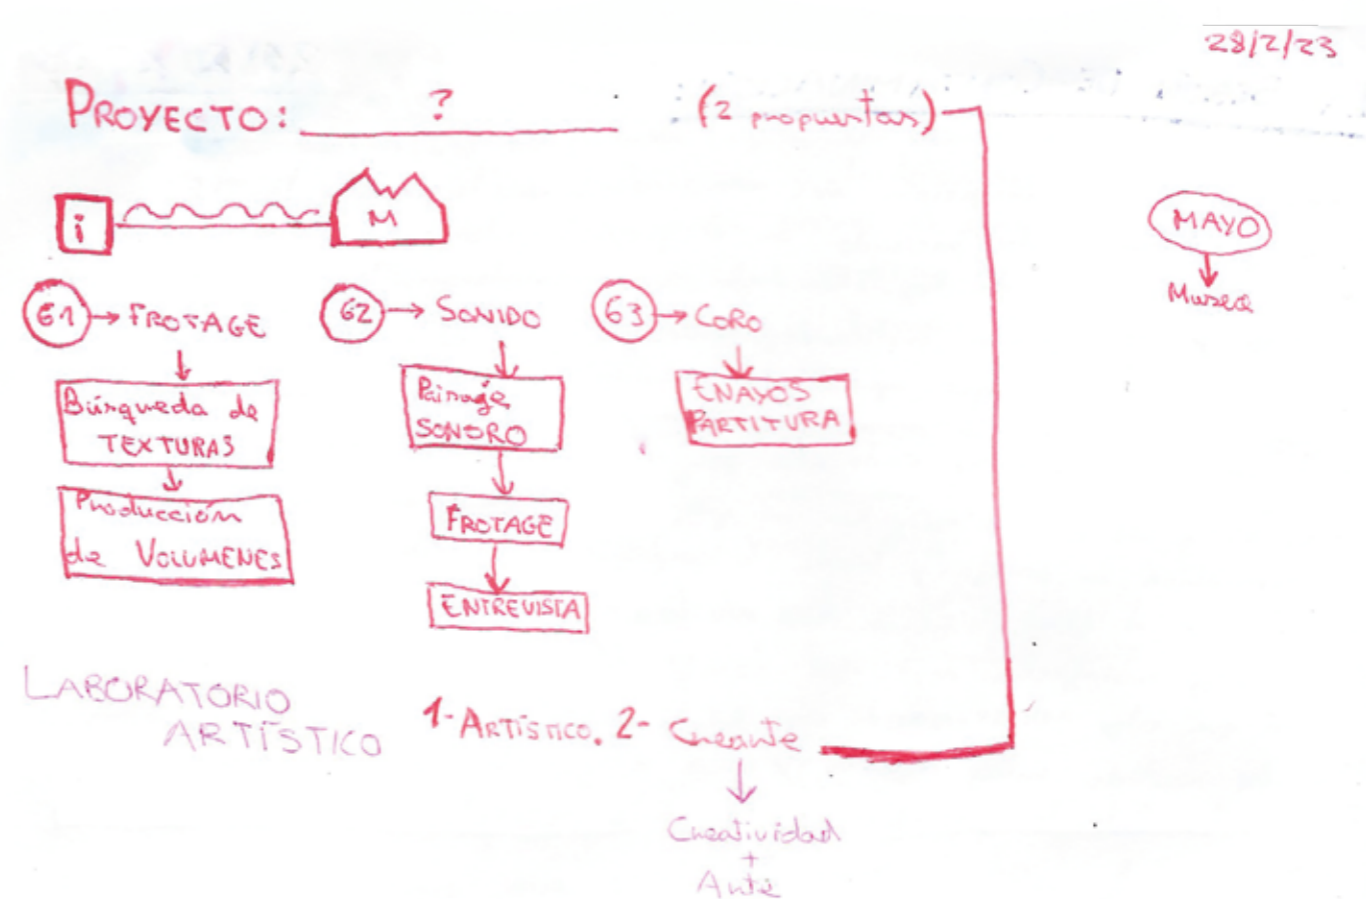 28/2/23
PROYECTO: ? (2 propuestas)
i
M
MAYO
Museo
G1 → FROTAGE
G2 → SONIDO
G3 → CORO
Búsqueda de
TEXTURAS
Producción
de VOLUMENES
Paisaje
SONORO
FROTAGE
ENTREVISTA
ENAYOS
PARTITURA
LABORATORIO
ARTÍSTICO
1- ARTÍSTICO. 2- Crearte
Creatividad
+
Arte